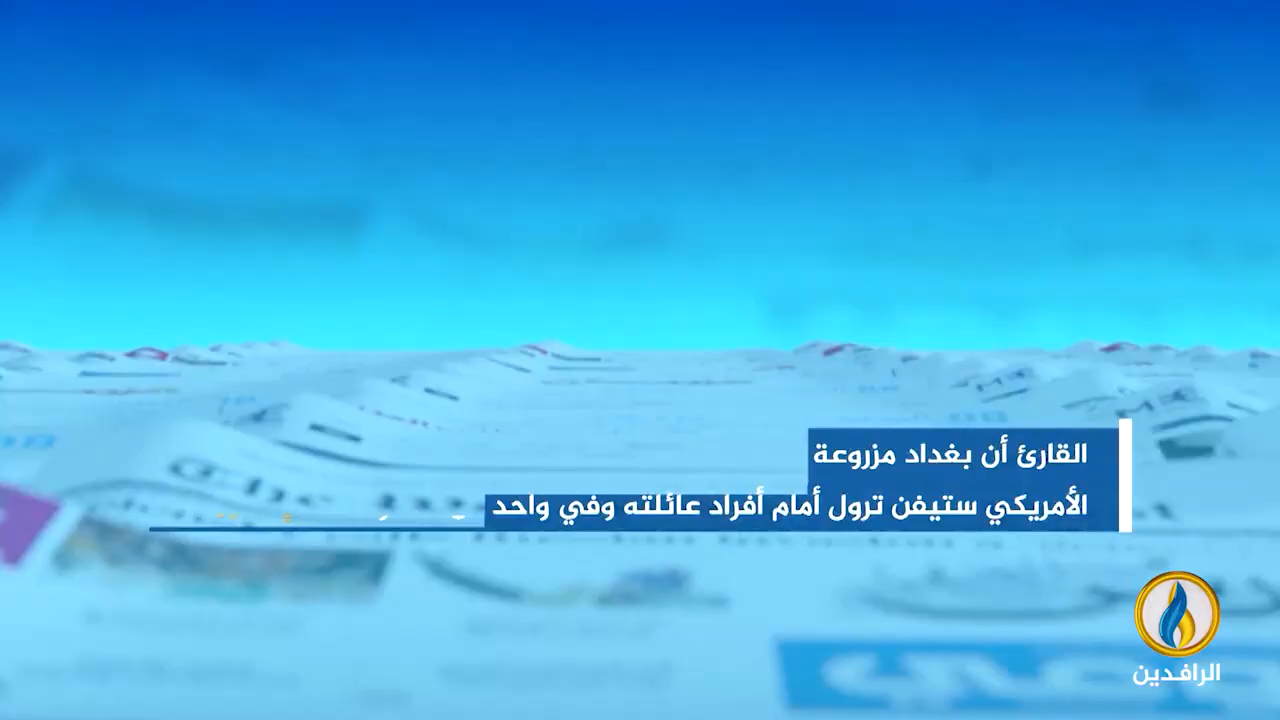 القارئ أن بغداد مزروعة
الأمريكي ستيفن ترول أمام أفراد عائلته وفي واحد
الرافدين